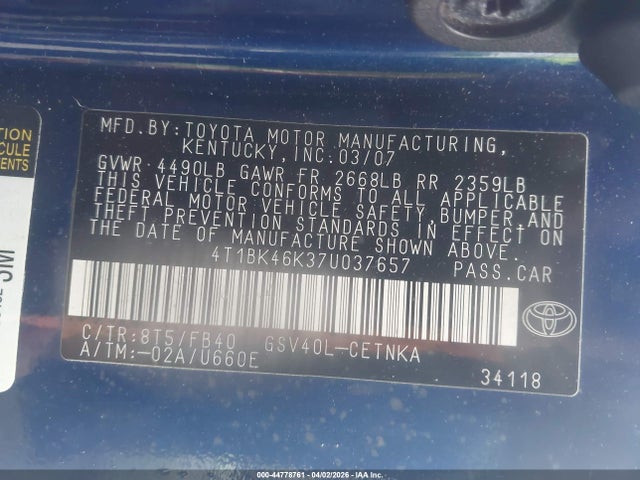 MFD.BY:TOYOTA MOTOR MANUFACTURING,
KENTUCKY,INC.03/07
GVWR 4490LB GAWR FR 2668LB RR 2359LB
THIS VEHICLE CONFORMS TO ALL APPLICABLE
FEDERAL MOTOR VEHICLE SAFETY,BUMPER,AND
THEFT PREVENTION STANDARDS IN EFFECT ON
THE DATE OF MANUFACTURE SHOWN ABOVE.
4T1BK46K37U037657 PASS.CAR
C/TR:8T5/FB40 GSV40L-CETNKA
A/TM:-02A/U660E
34118
000-44778761 - 04/02/2026 - IAA Inc.